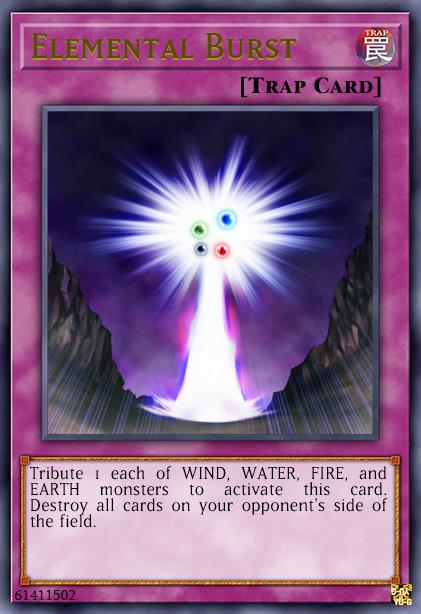 Elemental Burst
TRAP
罠
[Trap Card]
Tribute 1 each of WIND, WATER, FIRE, and
EARTH monsters to activate this card.
Destroy all cards on your opponent's side of
the field.
61411502